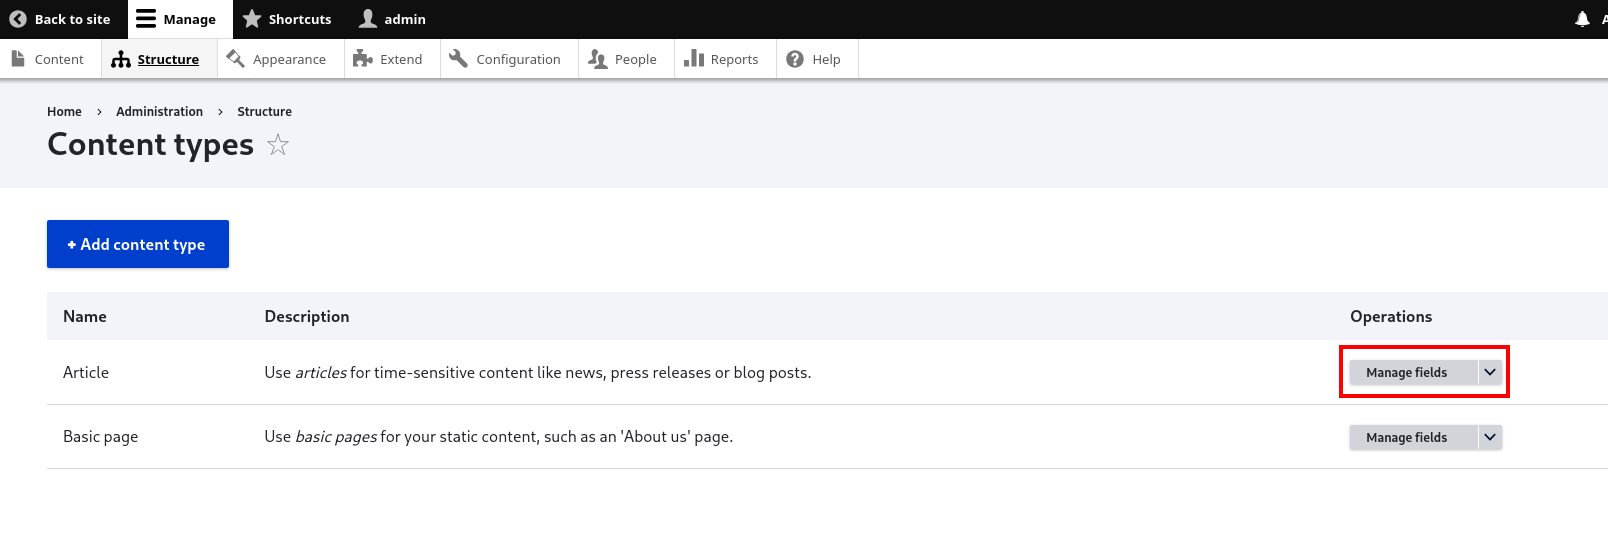 Back to site Manage Shortcuts admin
Content Structure Appearance Extend Configuration People Reports Help
Home › Administration › Structure
Content types
+ Add content type
Name Description Operations
Article Use articles for time-sensitive content like news, press releases or blog posts. Manage fields
Basic page Use basic pages for your static content, such as an 'About us' page. Manage fields